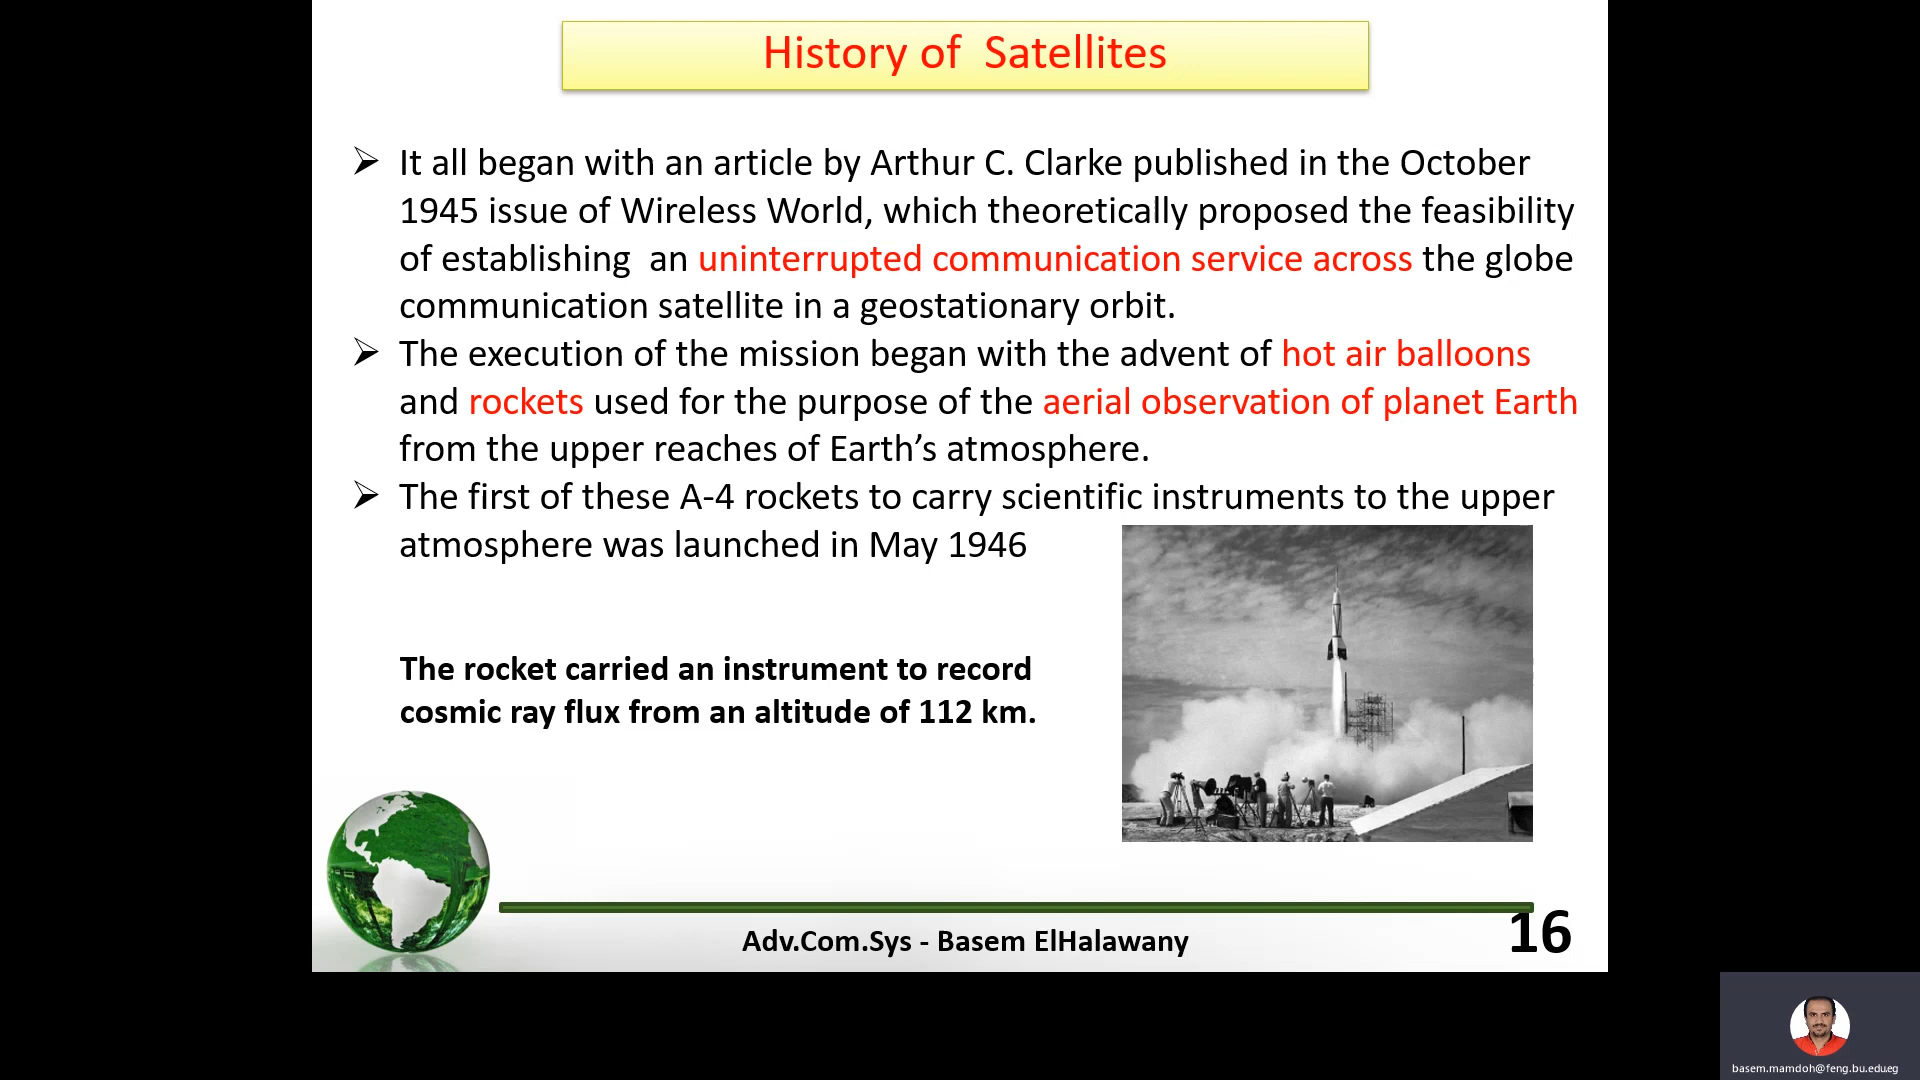 History of  Satellites
It all began with an article by Arthur C. Clarke published in the October
1945 issue of Wireless World, which theoretically proposed the feasibility
of establishing  an uninterrupted communication service across the globe
communication satellite in a geostationary orbit.
The execution of the mission began with the advent of hot air balloons
and rockets used for the purpose of the aerial observation of planet Earth
from the upper reaches of Earth’s atmosphere.
The first of these A-4 rockets to carry scientific instruments to the upper
atmosphere was launched in May 1946
The rocket carried an instrument to record
cosmic ray flux from an altitude of 112 km.
Adv.Com.Sys - Basem ElHalawany
16
basem.mamdoh@feng.bu.edu.eg